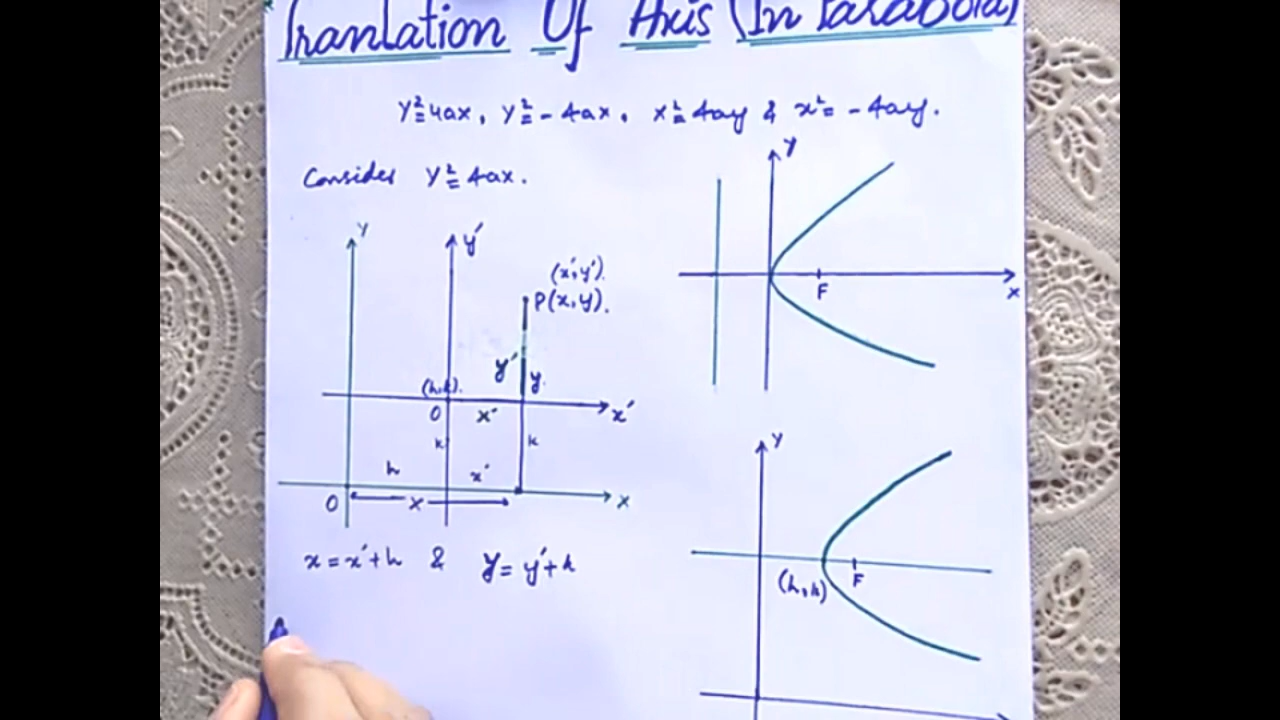 Tranlation Of Axis (In Parabola)
y²=4ax, y²=-4ax, x²=4ay & x²=-4ay.
Consider y²=4ax.
y
y'
(x',y').
P(x,y).
y'
y
(h,k).
O
x'
x'
k
k
h
x'
O
x
x
x=x'+h & y=y'+k
y
F
x
y
(h,k)
F